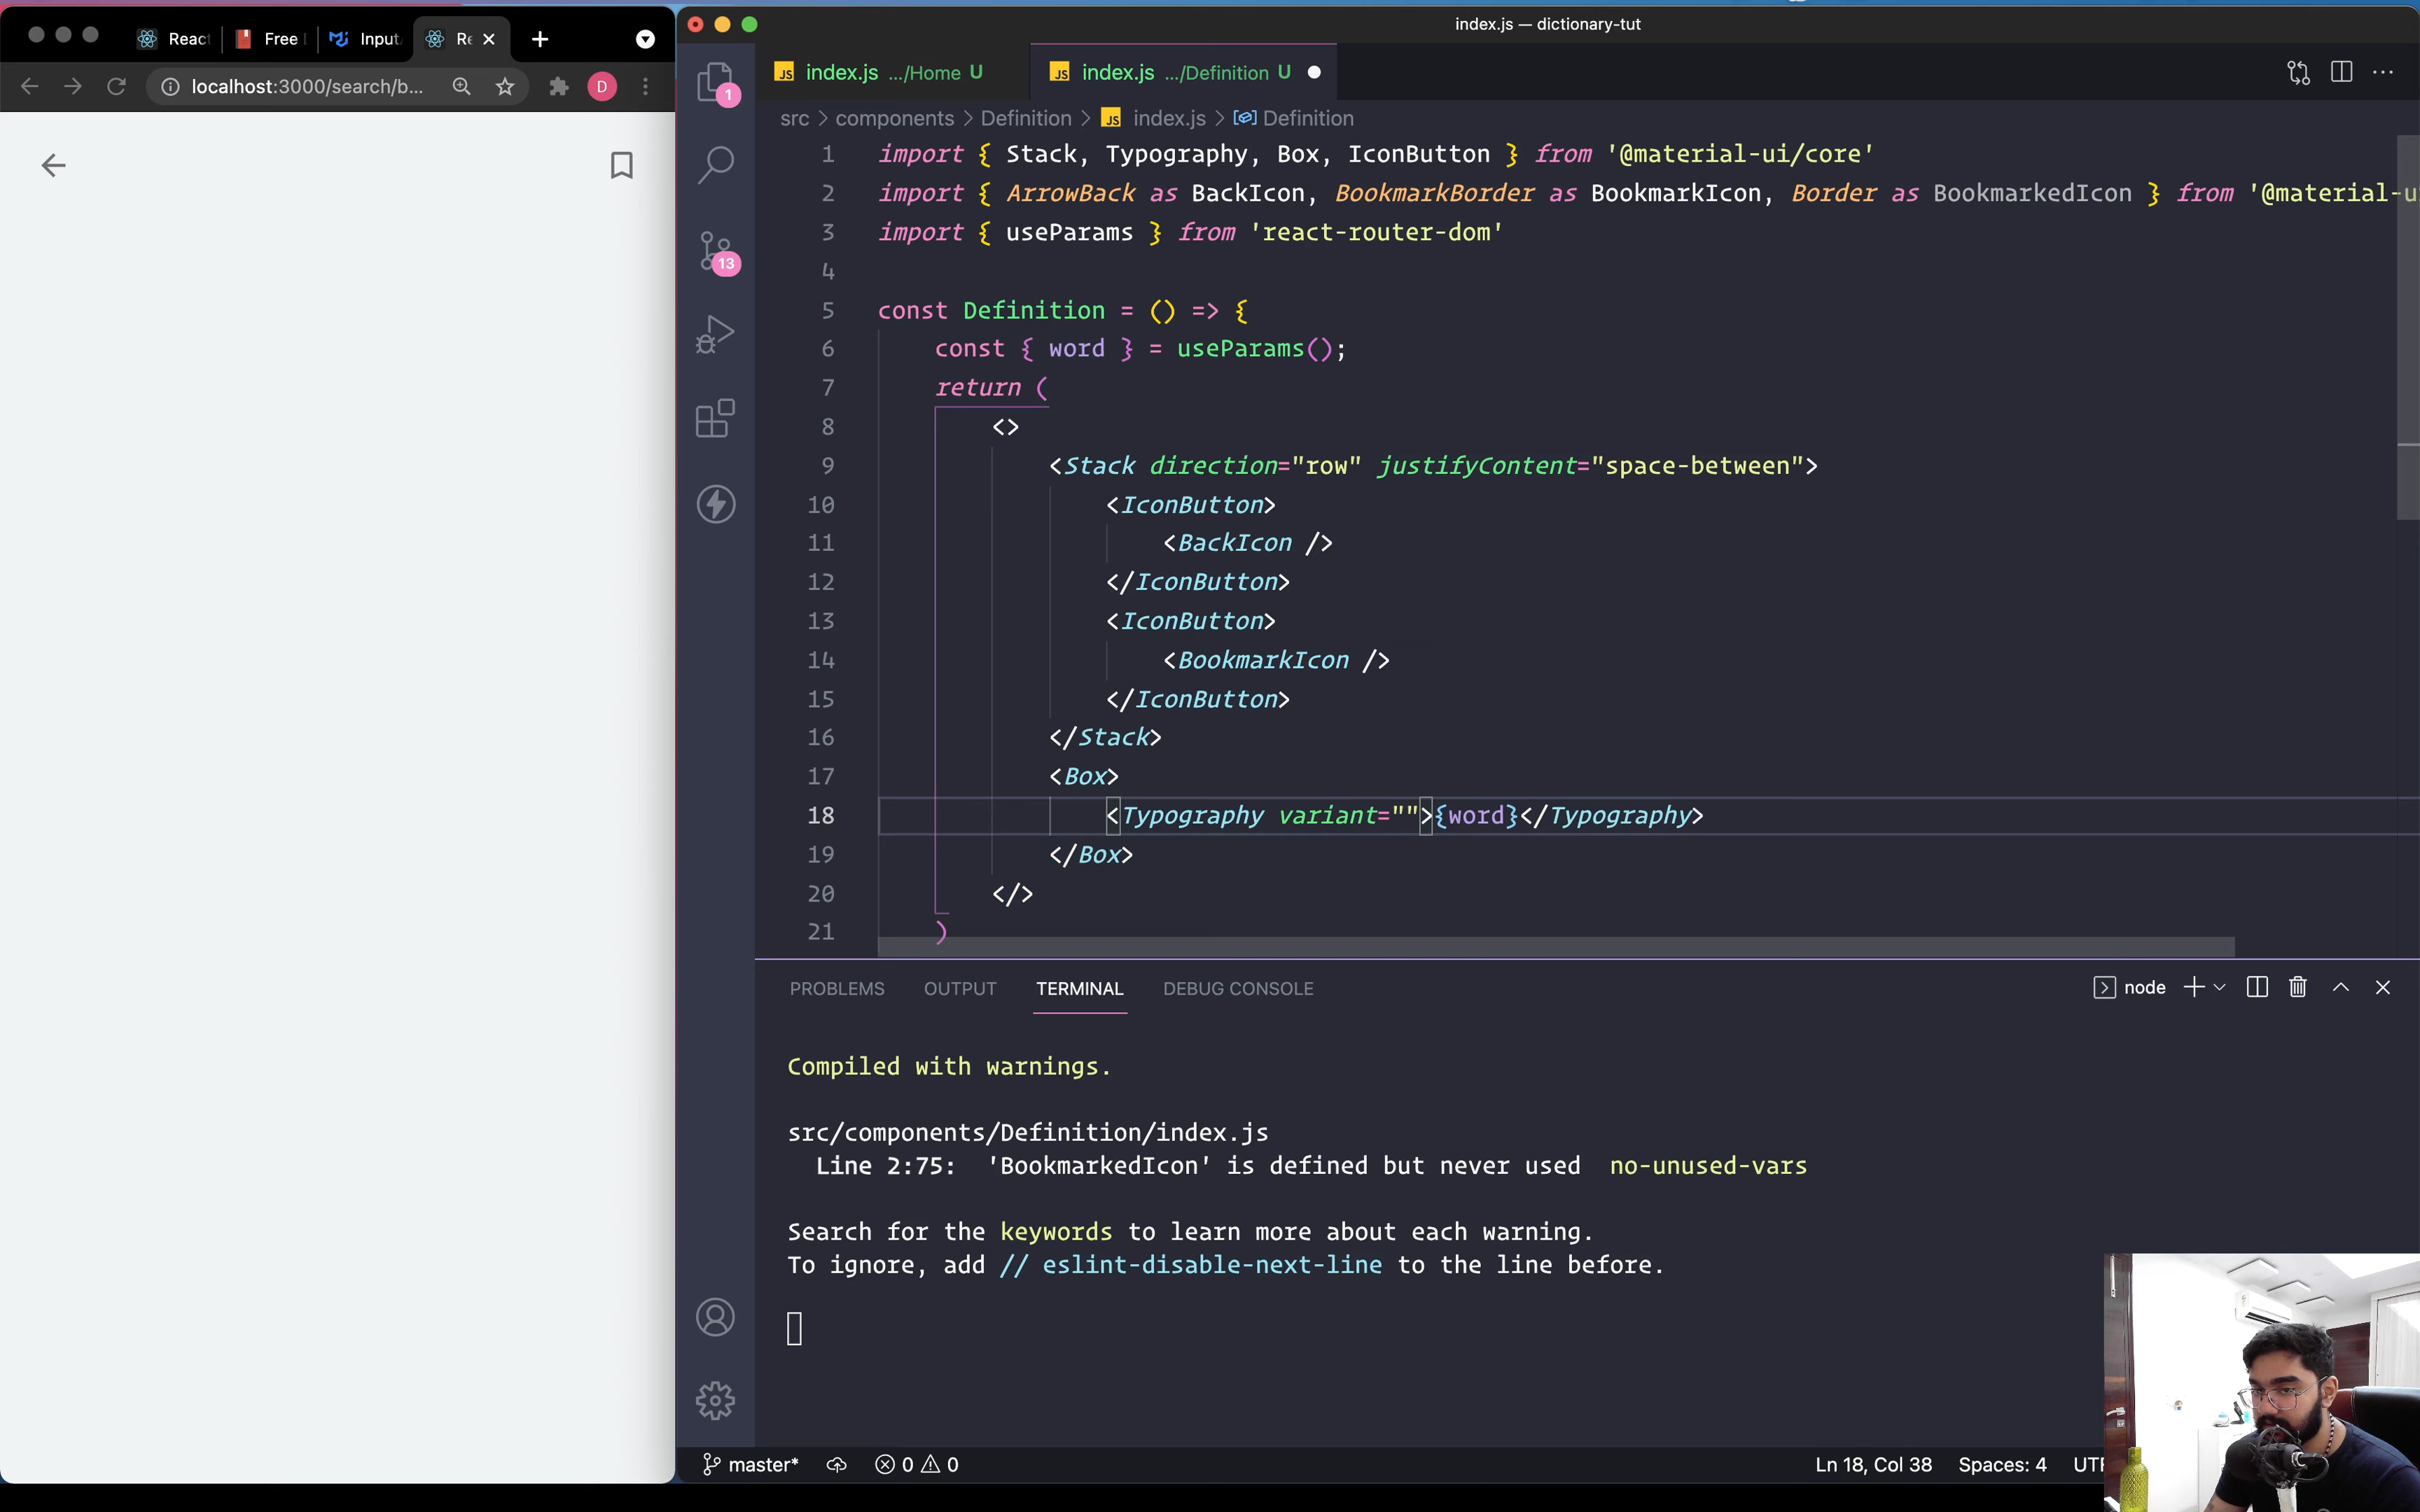 React
Free
Input
Re
localhost:3000/search/b...
D
index.js — dictionary-tut
JS index.js .../Home U
JS index.js .../Definition U
src > components > Definition > JS index.js > Definition
1
13
1 import { Stack, Typography, Box, IconButton } from '@material-ui/core'
2 import { ArrowBack as BackIcon, BookmarkBorder as BookmarkIcon, Border as BookmarkedIcon } from '@material-u
3 import { useParams } from 'react-router-dom'
4
5 const Definition = () => {
6 const { word } = useParams();
7 return (
8 <>
9 <Stack direction="row" justifyContent="space-between">
10 <IconButton>
11 <BackIcon />
12 </IconButton>
13 <IconButton>
14 <BookmarkIcon />
15 </IconButton>
16 </Stack>
17 <Box>
18 <Typography variant="">{word}</Typography>
19 </Box>
20 </>
21 )
PROBLEMS OUTPUT TERMINAL DEBUG CONSOLE
node
Compiled with warnings.
src/components/Definition/index.js
Line 2:75: 'BookmarkedIcon' is defined but never used no-unused-vars
Search for the keywords to learn more about each warning.
To ignore, add // eslint-disable-next-line to the line before.
master* 0 0
Ln 18, Col 38 Spaces: 4 UTF